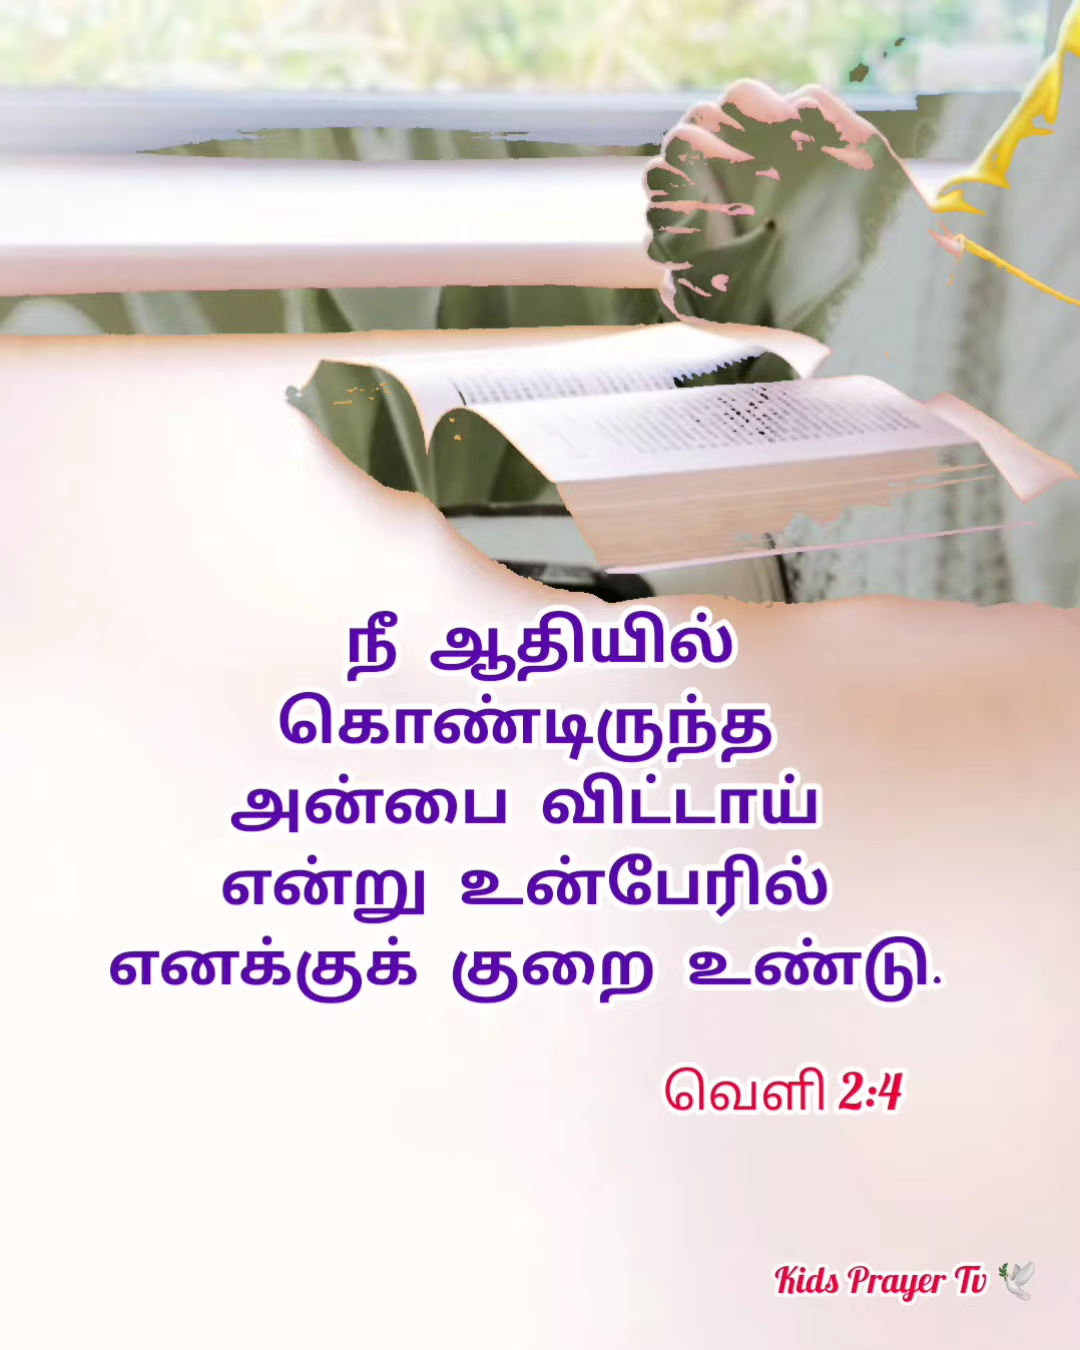 நீ ஆதியில்
கொண்டிருந்த
அன்பை விட்டாய்
என்று உன்பேரில்
எனக்குக் குறை உண்டு.
வெளி 2:4
Kids Prayer Tv